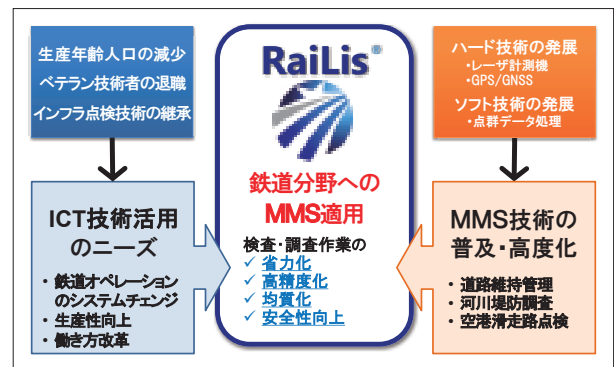 生産年齢人口の減少
ベテラン技術者の退職
インフラ点検技術の継承
ICT技術活用
のニーズ
・鉄道オペレーション
のシステムチェンジ
・生産性向上
・働き方改革
RaiLis®
鉄道分野への
MMS適用
検査・調査作業の
✓ 省力化
✓ 高精度化
✓ 均質化
✓ 安全性向上
ハード技術の発展
・レーザ計測機
・GPS/GNSS
ソフト技術の発展
・点群データ処理
MMS技術の
普及・高度化
・道路維持管理
・河川堤防調査
・空港滑走路点検